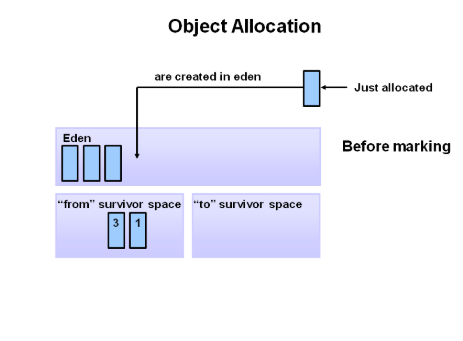 Object Allocation
are created in eden
Just allocated
Eden
Before marking
“from” survivor space
“to” survivor space
3 1